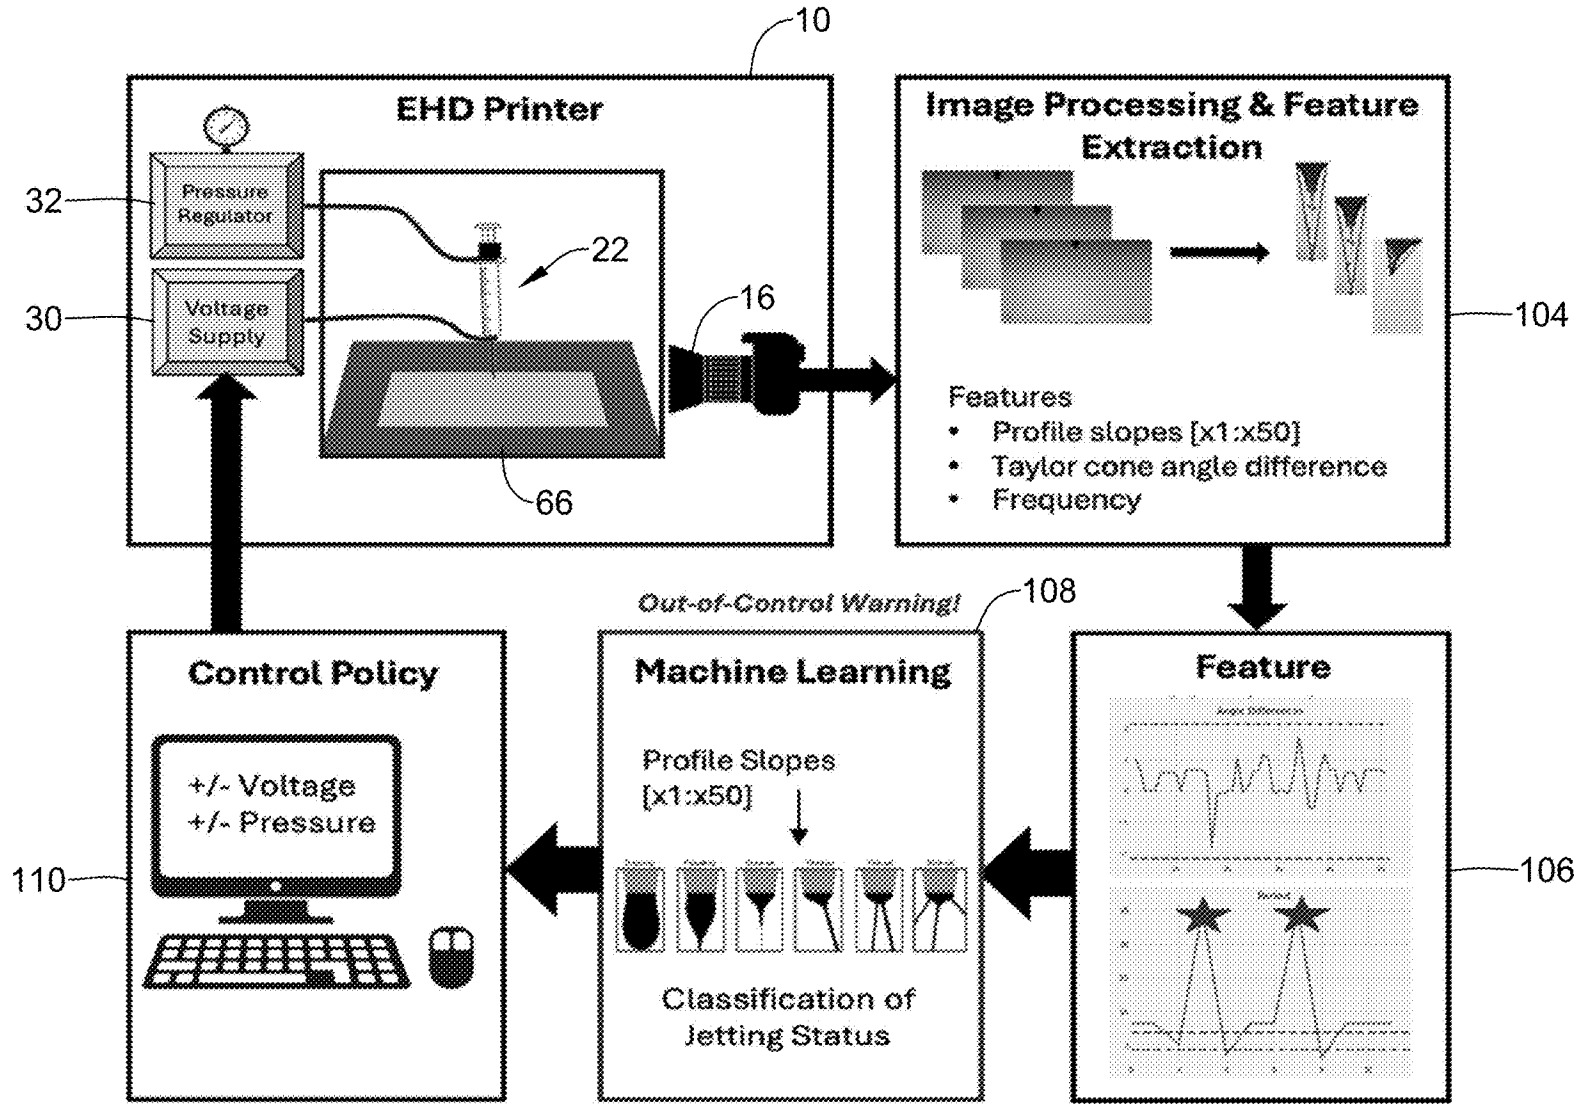 10
EHD Printer
Pressure
Regulator
32
Voltage
Supply
30
22
16
66
Image Processing & Feature
Extraction
104
Features
• Profile slopes [x1:x50]
• Taylor cone angle difference
• Frequency
Out-of-Control Warning!
108
Control Policy
+/- Voltage
+/- Pressure
110
Machine Learning
Profile Slopes
[x1:x50]
Classification of
Jetting Status
Feature
Angle Differences
106